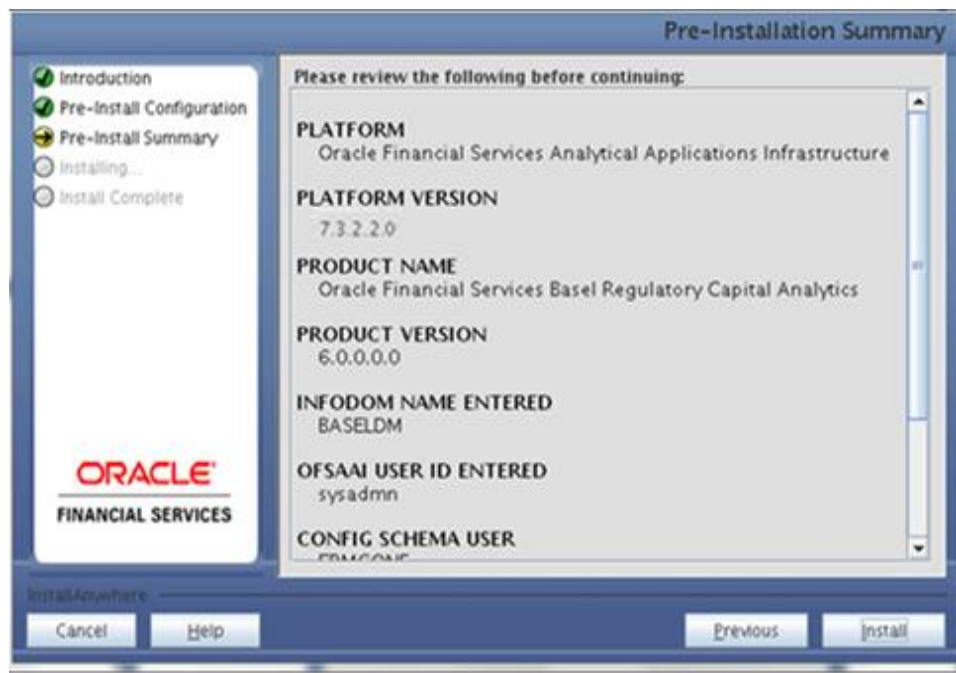 Pre-Installation Summary
Introduction
Pre-Install Configuration
Pre-Install Summary
Installing...
Install Complete
ORACLE
FINANCIAL SERVICES
Please review the following before continuing:
PLATFORM
Oracle Financial Services Analytical Applications Infrastructure
PLATFORM VERSION
7.3.2.2.0
PRODUCT NAME
Oracle Financial Services Basel Regulatory Capital Analytics
PRODUCT VERSION
6.0.0.0.0
INFODOM NAME ENTERED
BASELDM
OFSAAI USER ID ENTERED
sysadmn
CONFIG SCHEMA USER
InstallAnywhere
Cancel
Help
Previous
Install